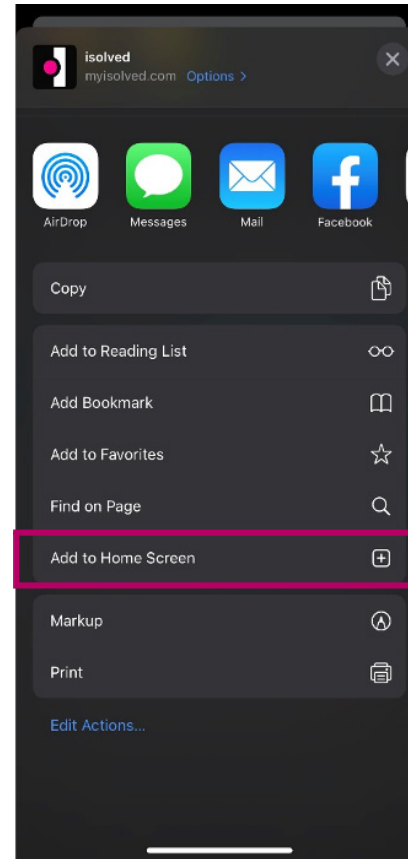 isolved
myisolved.com Options >
AirDrop Messages Mail Facebook
Copy
Add to Reading List
Add Bookmark
Add to Favorites
Find on Page
Add to Home Screen
Markup
Print
Edit Actions...